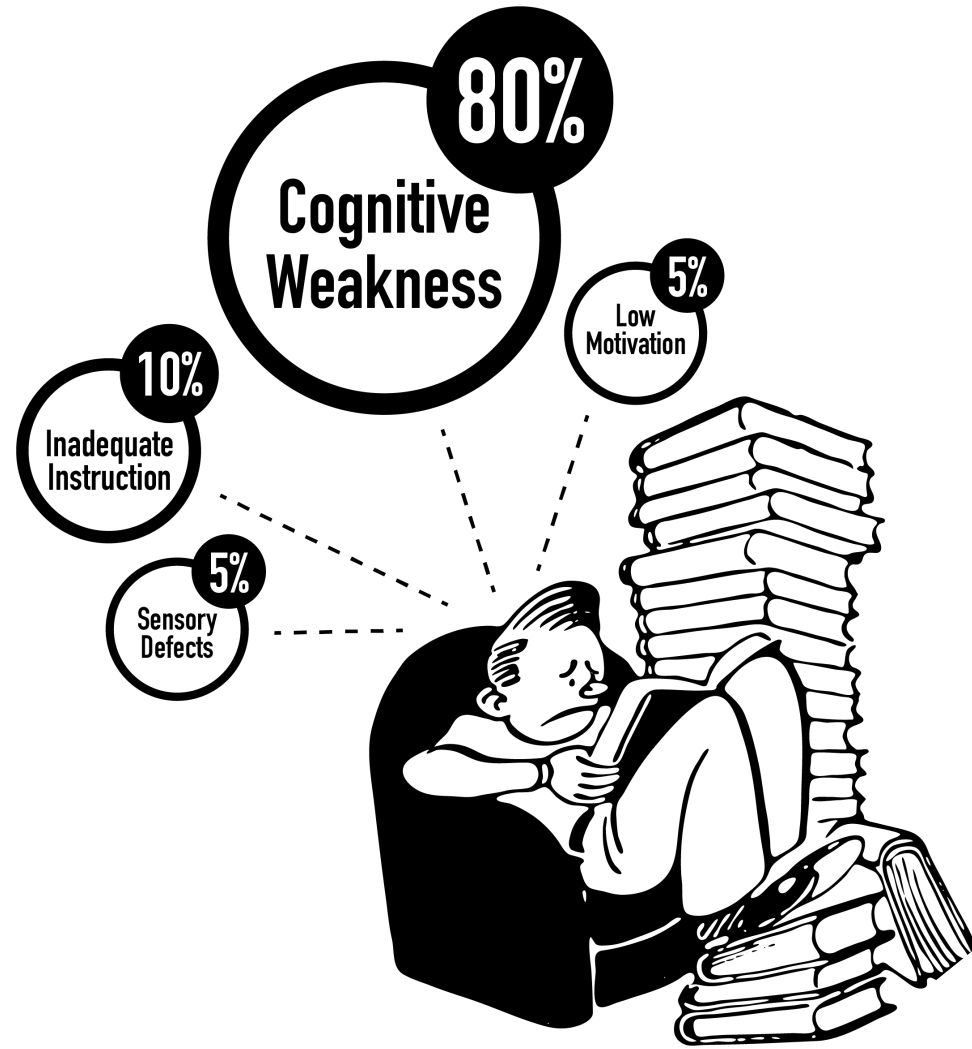 80%
Cognitive
Weakness
5%
Low
Motivation
10%
Inadequate
Instruction
5%
Sensory
Defects